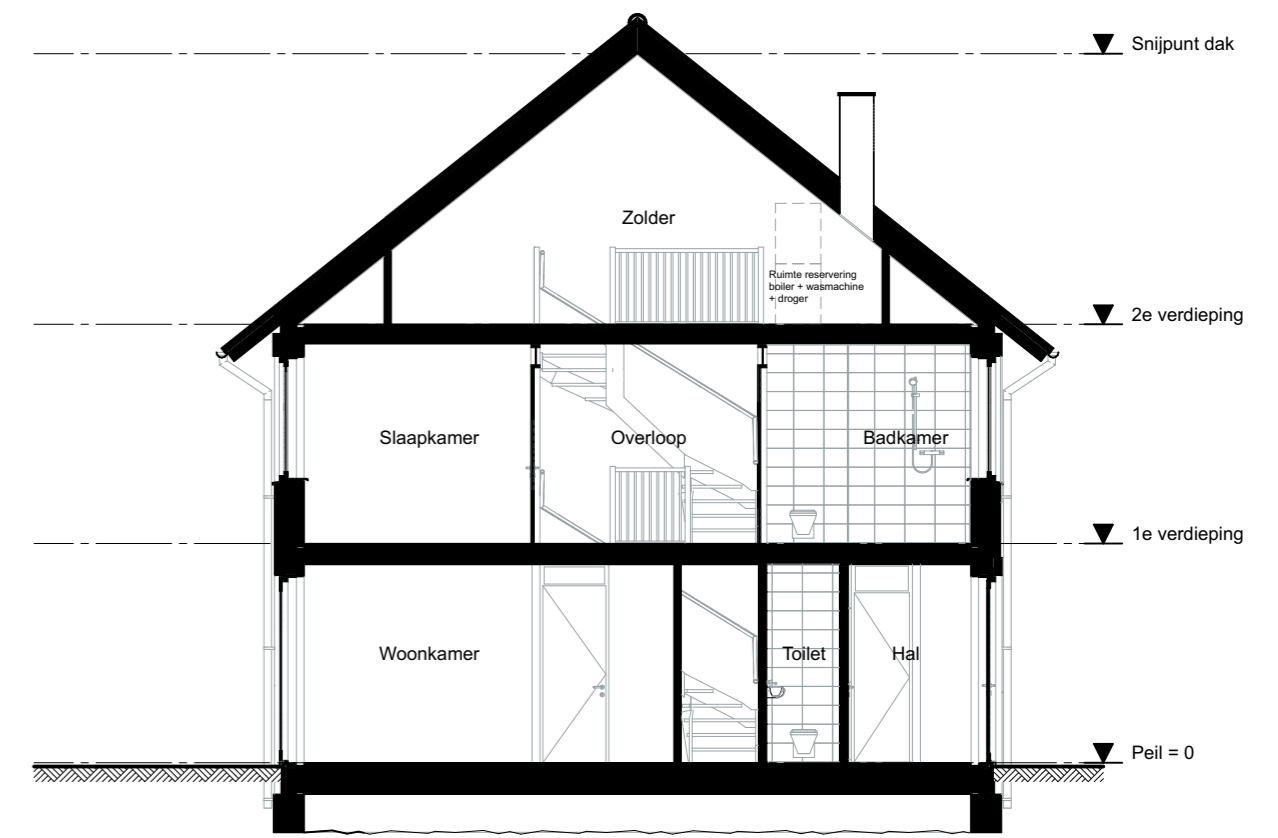 Snijpunt dak
Zolder
Ruimte reservering
boiler + wasmachine
+ droger
2e verdieping
Slaapkamer
Overloop
Badkamer
1e verdieping
Woonkamer
Toilet
Hal
Peil = 0